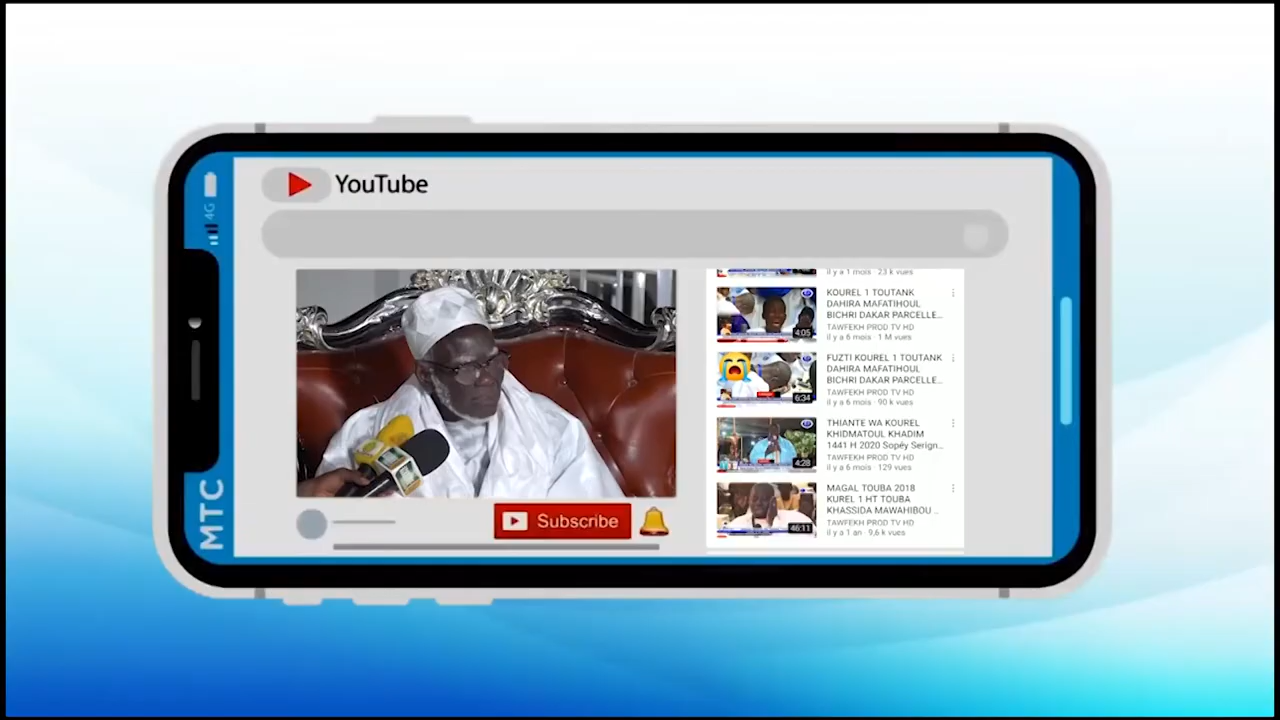 4G
MTC
YouTube
Subscribe
il y a 1 mois · 23 k vues
KOUREL 1 TOUTANK
DAHIRA MAFATIHOUL
BICHRI DAKAR PARCELLE...
TAWFEKH PROD TV HD
il y a 6 mois · 1 M vues
4:05
FUZTI KOUREL 1 TOUTANK
DAHIRA MAFATIHOUL
BICHRI DAKAR PARCELLE...
TAWFEKH PROD TV HD
il y a 6 mois · 90 k vues
6:34
THIANTE WA KOUREL
KHIDMATOUL KHADIM
1441 H 2020 Sopéy Serign...
TAWFEKH PROD TV HD
il y a 6 mois · 129 vues
4:28
MAGAL TOUBA 2018
KUREL 1 HT TOUBA
KHASSIDA MAWAHIBOU ...
TAWFEKH PROD TV HD
il y a 1 an · 9,6 k vues
46:11